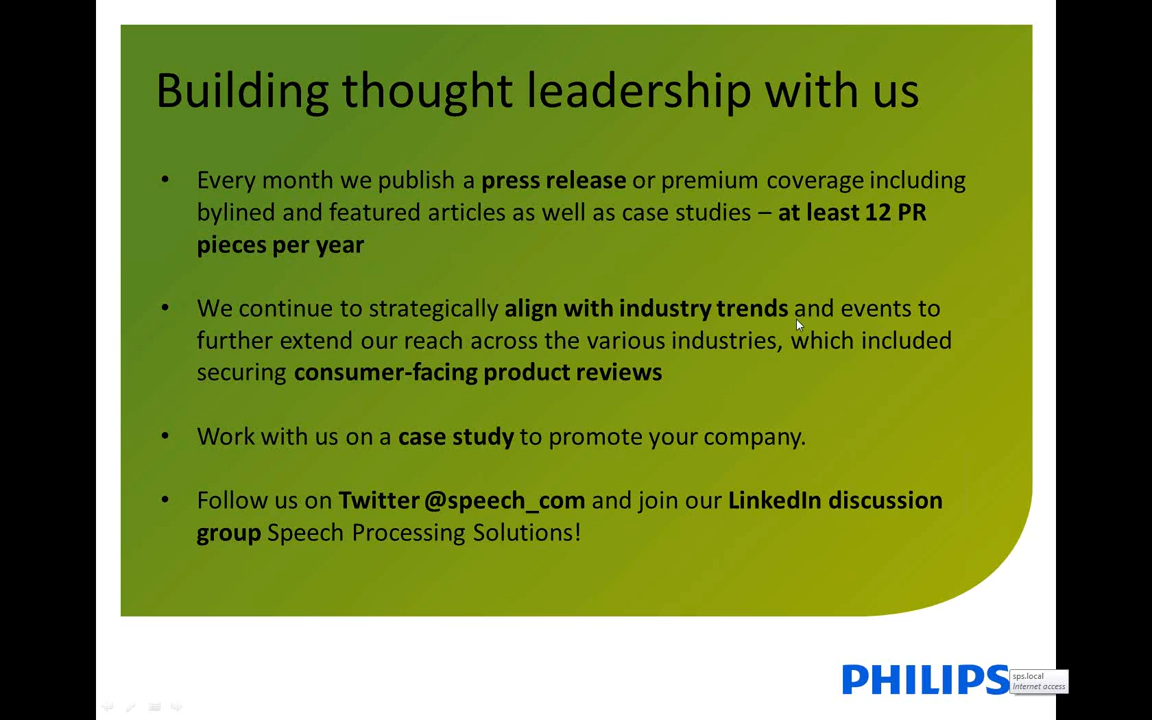 Building thought leadership with us
• Every month we publish a press release or premium coverage including
bylined and featured articles as well as case studies – at least 12 PR
pieces per year
• We continue to strategically align with industry trends and events to
further extend our reach across the various industries, which included
securing consumer-facing product reviews
• Work with us on a case study to promote your company.
• Follow us on Twitter @speech_com and join our LinkedIn discussion
group Speech Processing Solutions!
PHILIPS
sps.local
Internet access